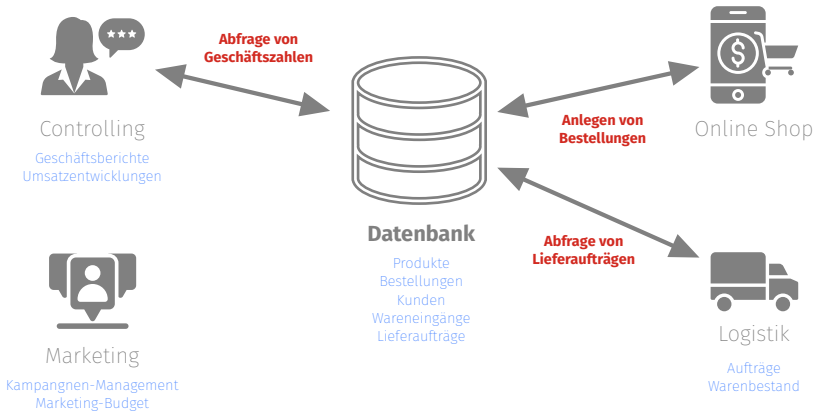 Abfrage von
Geschäftszahlen
Controlling
Geschäftsberichte
Umsatzentwicklungen
Anlegen von
Bestellungen
Online Shop
Datenbank
Produkte
Bestellungen
Kunden
Wareneingänge
Lieferaufträge
Abfrage von
Lieferaufträgen
Marketing
Kampangnen-Management
Marketing-Budget
Logistik
Aufträge
Warenbestand